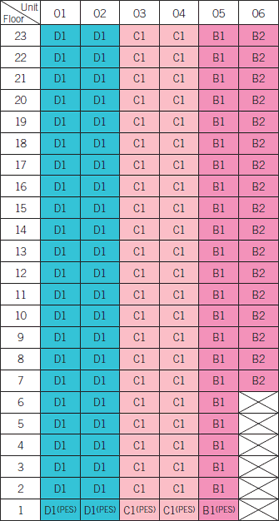 Unit
Floor 01 02 03 04 05 06
23 D1 D1 C1 C1 B1 B2
22 D1 D1 C1 C1 B1 B2
21 D1 D1 C1 C1 B1 B2
20 D1 D1 C1 C1 B1 B2
19 D1 D1 C1 C1 B1 B2
18 D1 D1 C1 C1 B1 B2
17 D1 D1 C1 C1 B1 B2
16 D1 D1 C1 C1 B1 B2
15 D1 D1 C1 C1 B1 B2
14 D1 D1 C1 C1 B1 B2
13 D1 D1 C1 C1 B1 B2
12 D1 D1 C1 C1 B1 B2
11 D1 D1 C1 C1 B1 B2
10 D1 D1 C1 C1 B1 B2
9 D1 D1 C1 C1 B1 B2
8 D1 D1 C1 C1 B1 B2
7 D1 D1 C1 C1 B1 B2
6 D1 D1 C1 C1 B1
5 D1 D1 C1 C1 B1
4 D1 D1 C1 C1 B1
3 D1 D1 C1 C1 B1
2 D1 D1 C1 C1 B1
1 D1(PES) D1(PES) C1(PES) C1(PES) B1(PES)